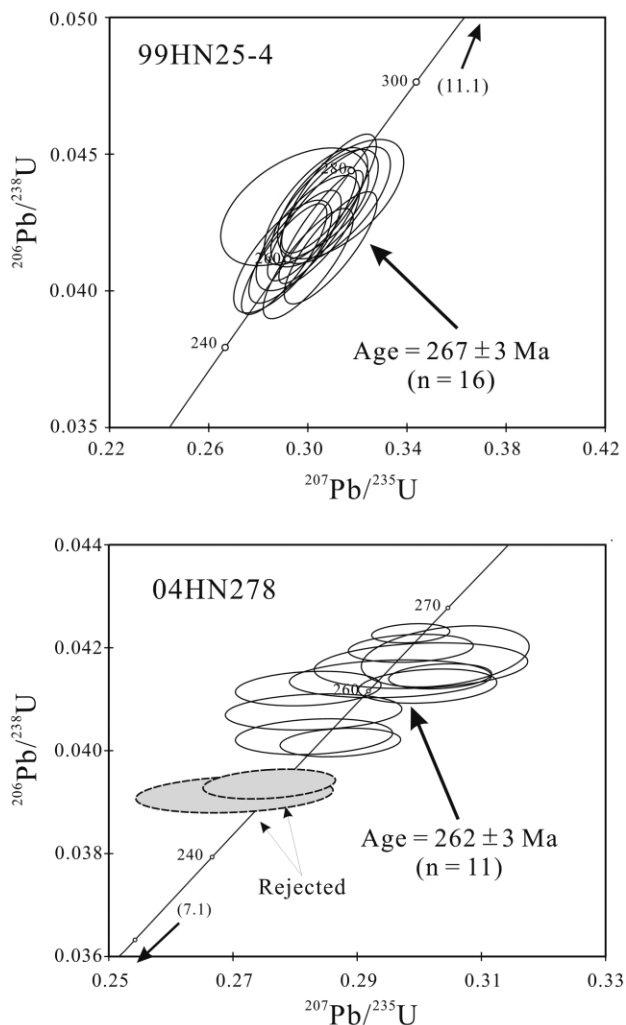 99HN25-4
0.050
0.045
0.040
0.035
206Pb/238U
300
280
260
240
(11.1)
Age = 267 ± 3 Ma
(n = 16)
0.22 0.26 0.30 0.34 0.38 0.42
207Pb/235U
04HN278
0.044
0.042
0.040
0.038
0.036
206Pb/238U
270
260
240
(7.1)
Rejected
Age = 262 ± 3 Ma
(n = 11)
0.25 0.27 0.29 0.31 0.33
207Pb/235U